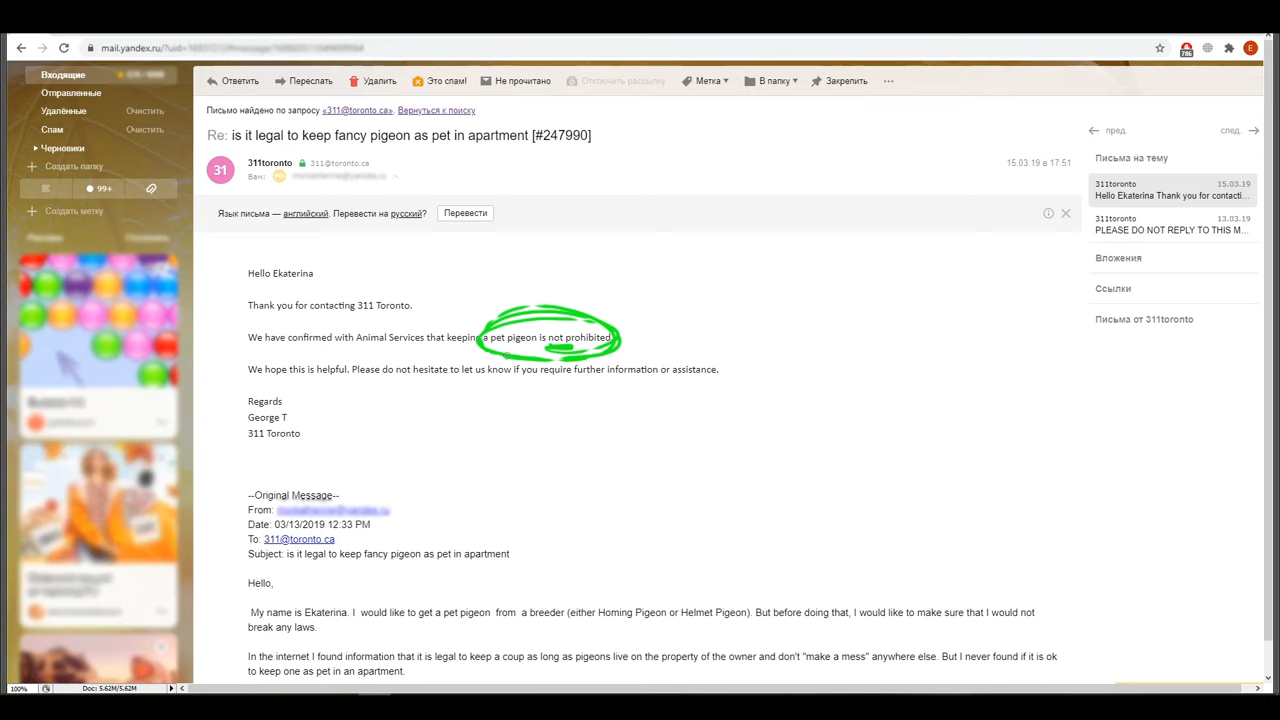 mail.yandex.ru/?uid=
786
E
Входящие
Отправленные
Удалённые Очистить
Спам Очистить
Черновики
Создать папку
99+
Создать метку
Ответить Переслать Удалить Это спам! Не прочитано Отключить рассылку Метка В папку Закрепить
Письмо найдено по запросу «311@toronto.ca». Вернуться к поиску
Re: is it legal to keep fancy pigeon as pet in apartment [#247990]
31
311toronto 311@toronto.ca 15.03.19 в 17:51
Вам:
Язык письма — английский. Перевести на русский? Перевести
Hello Ekaterina
Thank you for contacting 311 Toronto.
We have confirmed with Animal Services that keeping a pet pigeon is not prohibited
We hope this is helpful. Please do not hesitate to let us know if you require further information or assistance.
Regards
George T
311 Toronto
--Original Message--
From:
Date: 03/13/2019 12:33 PM
To: 311@toronto.ca
Subject: is it legal to keep fancy pigeon as pet in apartment
Hello,
My name is Ekaterina. I would like to get a pet pigeon from a breeder (either Homing Pigeon or Helmet Pigeon). But before doing that, I would like to make sure that I would not
break any laws.
In the internet I found information that it is legal to keep a coup as long as pigeons live on the property of the owner and don't "make a mess" anywhere else. But I never found if it is ok
to keep one as pet in an apartment.
пред. след.
Письма на тему
311toronto 15.03.19
Hello Ekaterina Thank you for contacti...
311toronto 13.03.19
PLEASE DO NOT REPLY TO THIS M...
Вложения
Ссылки
Письма от 311toronto
100% Doc: 5.62M/5.62M